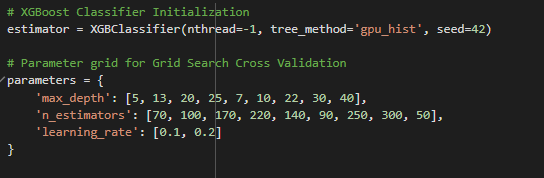 # XGBoost Classifier Initialization
estimator = XGBClassifier(nthread=-1, tree_method='gpu_hist', seed=42)
# Parameter grid for Grid Search Cross Validation
parameters = {
'max_depth': [5, 13, 20, 25, 7, 10, 22, 30, 40],
'n_estimators': [70, 100, 170, 220, 140, 90, 250, 300, 50],
'learning_rate': [0.1, 0.2]
}